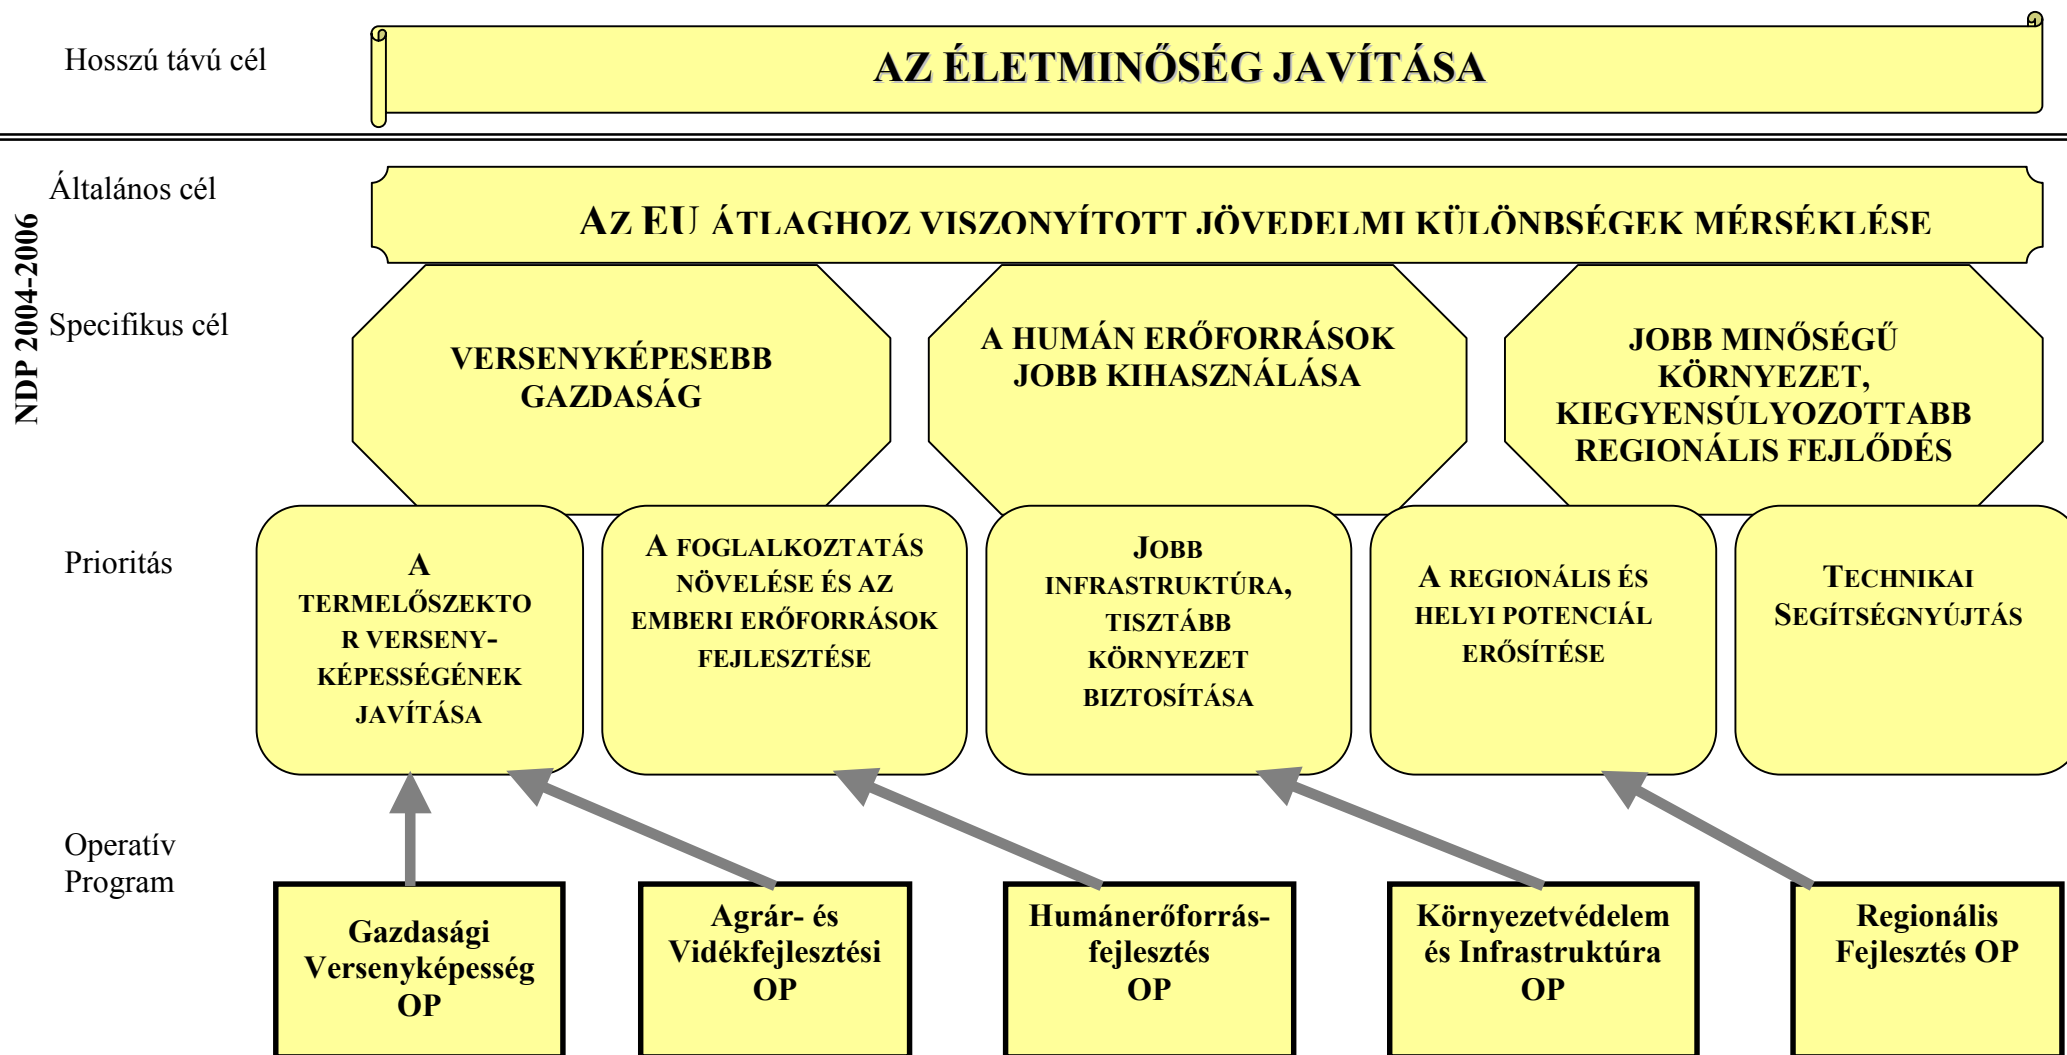 Hosszú távú cél
AZ ÉLETMINŐSÉG JAVÍTÁSA
NDP 2004-2006
Általános cél
AZ EU ÁTLAGHOZ VISZONYÍTOTT JÖVEDELMI KÜLÖNBSÉGEK MÉRSÉKLÉSE
Specifikus cél
VERSENYKÉPESEBB
GAZDASÁG
A HUMÁN ERŐFORRÁSOK
JOBB KIHASZNÁLÁSA
JOBB MINŐSÉGŰ
KÖRNYEZET,
KIEGYENSÚLYOZOTTABB
REGIONÁLIS FEJLŐDÉS
Prioritás
A
TERMELŐSZEKTO
R VERSENY-
KÉPESSÉGÉNEK
JAVÍTÁSA
A FOGLALKOZTATÁS
NÖVELÉSE ÉS AZ
EMBERI ERŐFORRÁSOK
FEJLESZTÉSE
JOBB
INFRASTRUKTÚRA,
TISZTÁBB
KÖRNYEZET
BIZTOSÍTÁSA
A REGIONÁLIS ÉS
HELYI POTENCIÁL
ERŐSÍTÉSE
TECHNIKAI
SEGÍTSÉGNYÚJTÁS
Operatív
Program
Gazdasági
Versenyképesség
OP
Agrár- és
Vidékfejlesztési
OP
Humánerőforrás-
fejlesztés
OP
Környezetvédelem
és Infrastruktúra
OP
Regionális
Fejlesztés OP